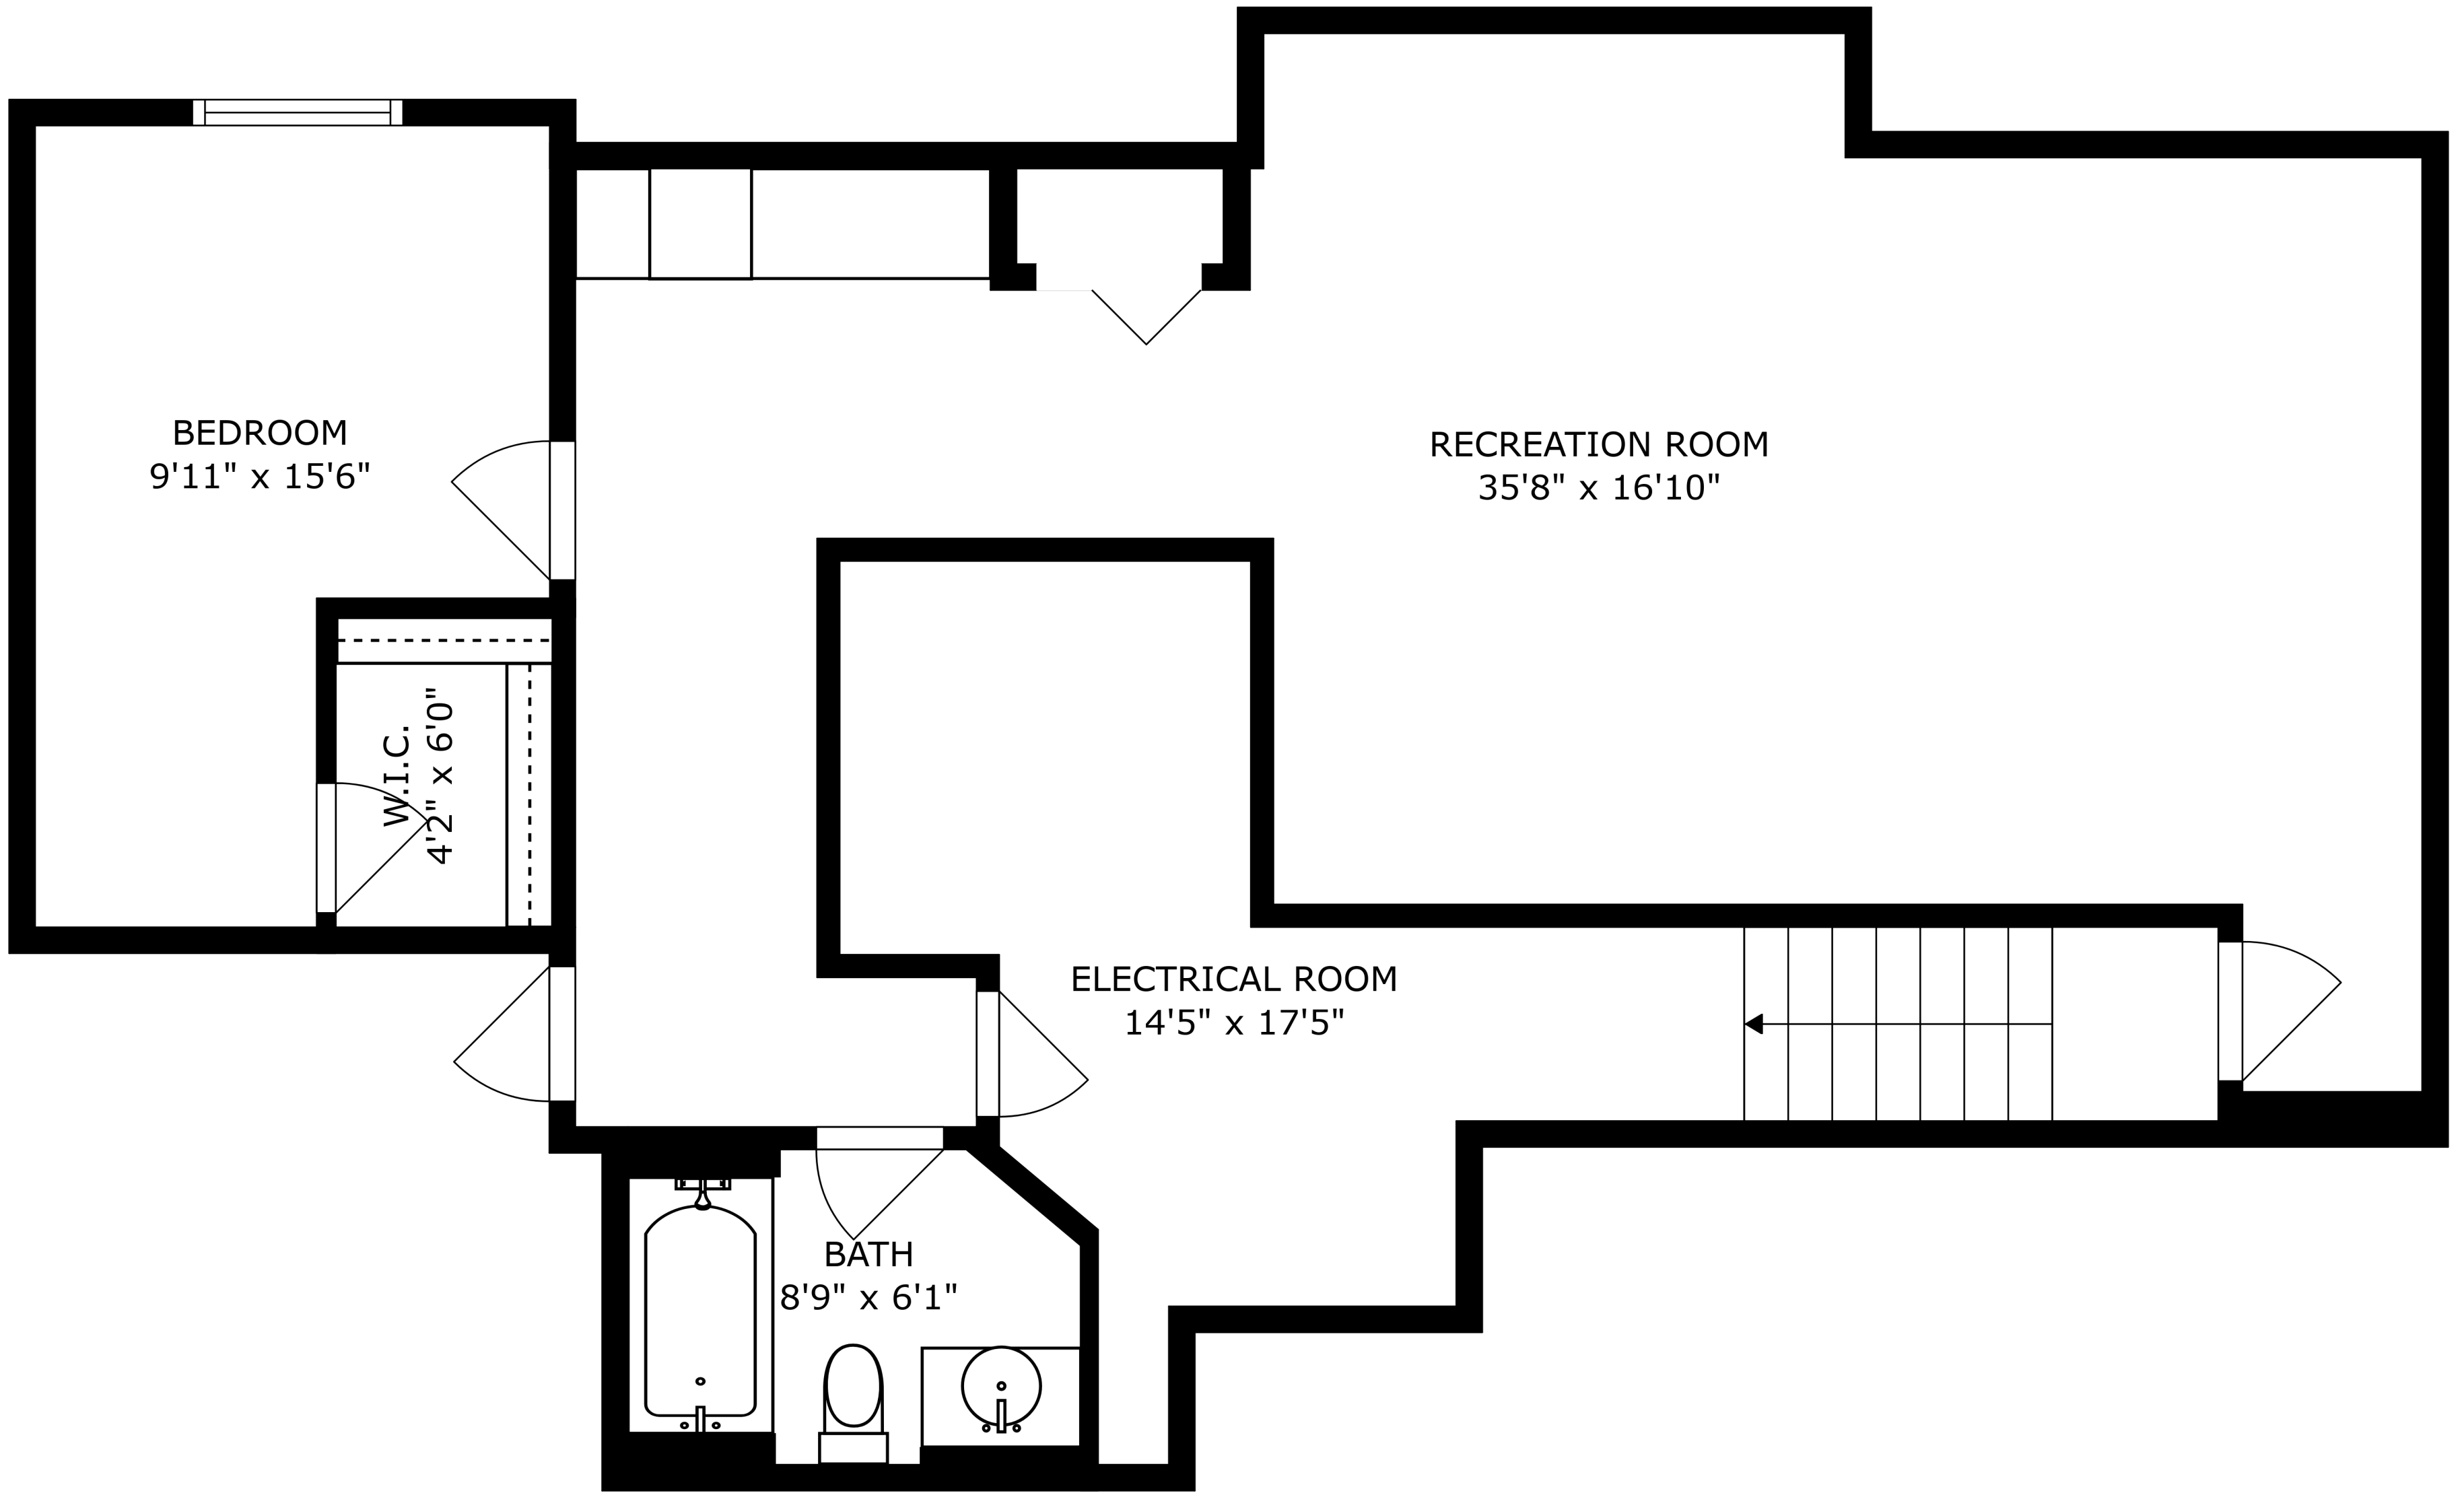 BEDROOM
9'11" x 15'6"
RECREATION ROOM
35'8" x 16'10"
W.I.C.
4'2" x 6'0"
ELECTRICAL ROOM
14'5" x 17'5"
BATH
8'9" x 6'1"